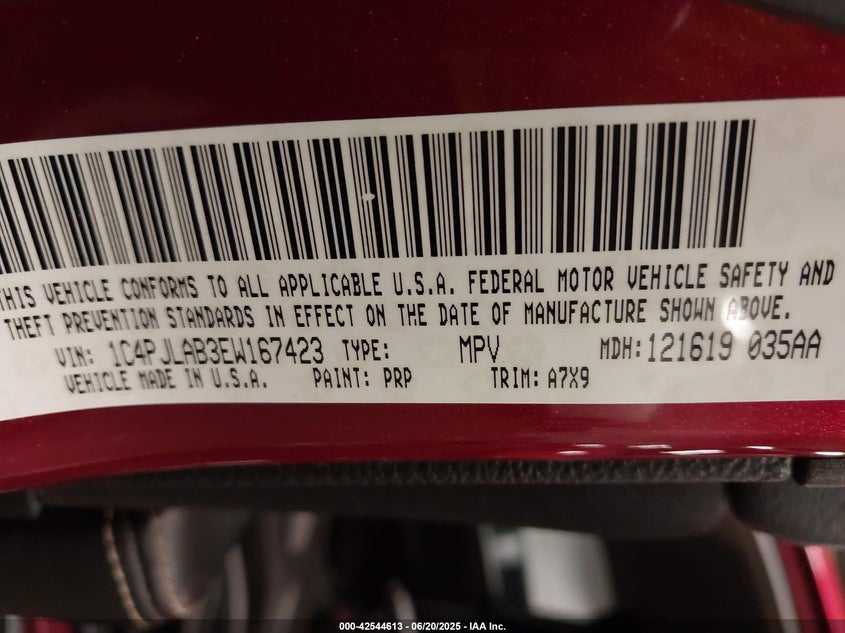 THIS VEHICLE CONFORMS TO ALL APPLICABLE U.S.A. FEDERAL MOTOR VEHICLE SAFETY AND
THEFT PREVENTION STANDARDS IN EFFECT ON THE DATE OF MANUFACTURE SHOWN ABOVE.
VIN: 1C4PJLAB3EW167423 TYPE: MPV MDH:121619 035AA
VEHICLE MADE IN U.S.A. PAINT: PRP TRIM: A7X9
000-42544613 - 06/20/2025 - IAA Inc.